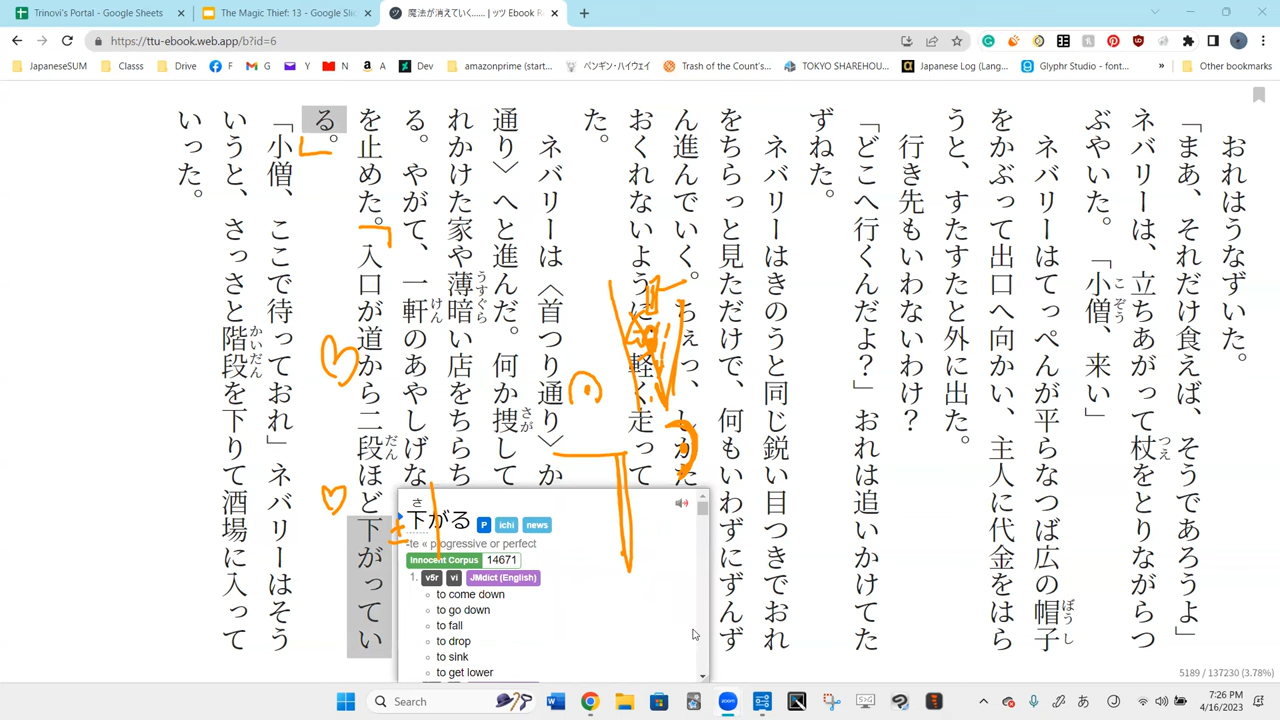 Trinovi's Portal - Google Sheets
The Magic Thief: 13 - Google Slid
魔法が消えていく…… | ッツ Ebook R
https://ttu-ebook.web.app/b?id=6
JapaneseSUM
Classs
Drive
F
G
Y
N
A
Dev
amazonprime (start...
ペンギン・ハイウェイ
Trash of the Count's...
TOKYO SHAREHOU...
Japanese Log (Lang...
Glyphr Studio - font...
»
Other bookmarks
おれはうなずいた。
「まあ、それだけ食えば、そうであろうよ」
ネバリーは、立ちあがって杖をとりながらつ
ぶやいた。「小僧、来い」
ネバリーはてっぺんが平らなつば広の帽子
をかぶって出口へ向かい、主人に代金をはら
うと、すたすたと外に出た。
行き先もいわないわけ？
「どこへ行くんだよ？」おれは追いかけてた
ずねた。
ネバリーはきのうと同じ鋭い目つきでおれ
をちらっと見ただけで、何もいわずにずんず
ん進んでいく。ちぇっ、しかた
おくれないように、軽く走って
た。
ネバリーは〈首つり通り〉か
通り〉へと進んだ。何か捜して
れかけた家や薄暗い店をちらち
る。やがて、一軒のあやしげな
を止めた。入口が道から二段ほど下がってい
る。
「小僧、ここで待っておれ」ネバリーはそう
いうと、さっさと階段を下りて酒場に入って
いった。
さ
下がる
P ichi news
-te « progressive or perfect
Innocent Corpus 14671
1. v5r vi JMdict (English)
to come down
to go down
to fall
to drop
to sink
to get lower
5189 / 137230 (3.78%)
Search
あ
7:26 PM
4/16/2023